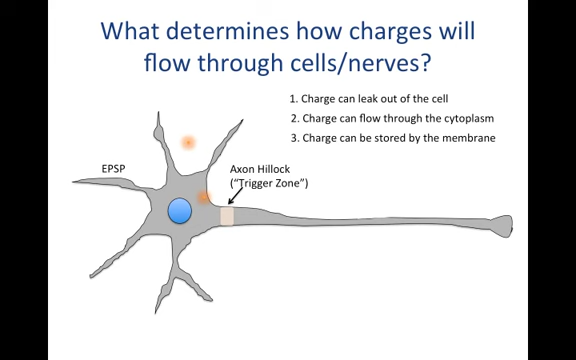 What determines how charges will
flow through cells/nerves?
1. Charge can leak out of the cell
2. Charge can flow through the cytoplasm
3. Charge can be stored by the membrane
EPSP
Axon Hillock
("Trigger Zone")